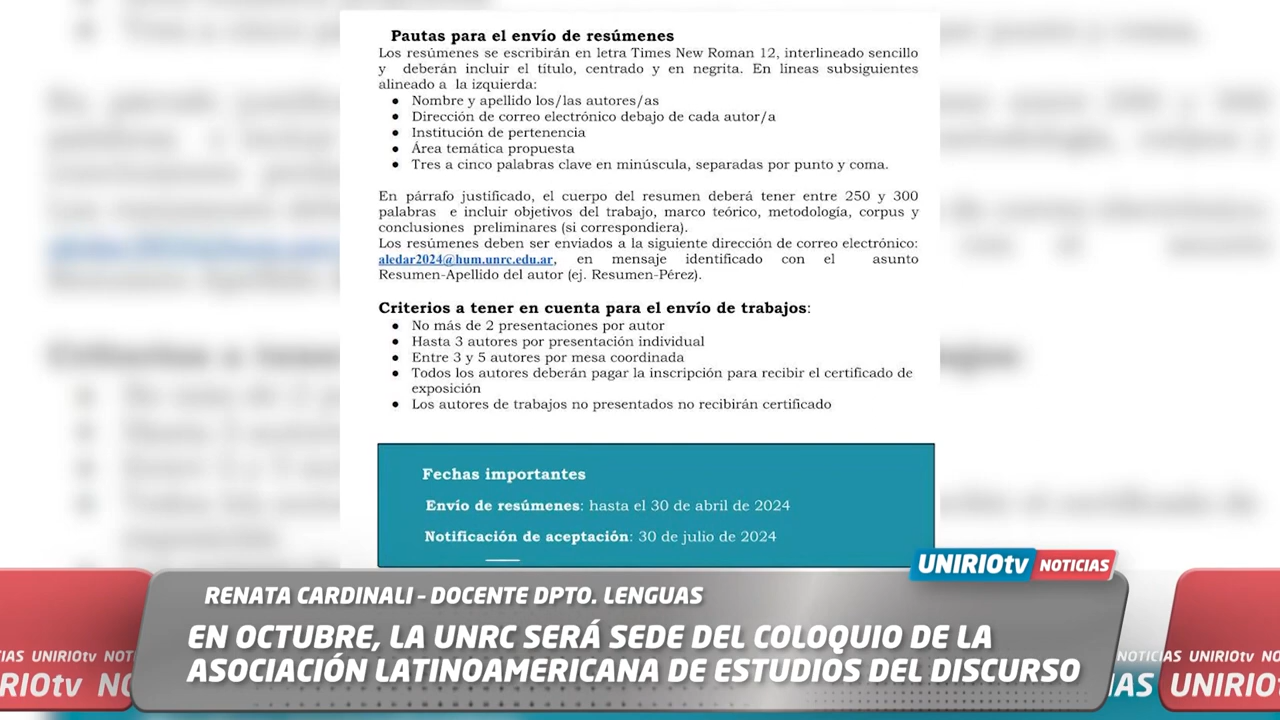 Pautas para el envío de resúmenes
Los resúmenes se escribirán en letra Times New Roman 12, interlineado sencillo
y deberán incluir el título, centrado y en negrita. En líneas subsiguientes
alineado a la izquierda:
● Nombre y apellido los/las autores/as
● Dirección de correo electrónico debajo de cada autor/a
● Institución de pertenencia
● Área temática propuesta
● Tres a cinco palabras clave en minúscula, separadas por punto y coma.
En párrafo justificado, el cuerpo del resumen deberá tener entre 250 y 300
palabras e incluir objetivos del trabajo, marco teórico, metodología, corpus y
conclusiones preliminares (si correspondiera).
Los resúmenes deben ser enviados a la siguiente dirección de correo electrónico:
aledar2024@hum.unrc.edu.ar, en mensaje identificado con el asunto
Resumen-Apellido del autor (ej. Resumen-Pérez).
Criterios a tener en cuenta para el envío de trabajos:
● No más de 2 presentaciones por autor
● Hasta 3 autores por presentación individual
● Entre 3 y 5 autores por mesa coordinada
● Todos los autores deberán pagar la inscripción para recibir el certificado de
exposición
● Los autores de trabajos no presentados no recibirán certificado
Fechas importantes
Envío de resúmenes: hasta el 30 de abril de 2024
Notificación de aceptación: 30 de julio de 2024
UNIRIOtv NOTICIAS
RENATA CARDINALI - DOCENTE DPTO. LENGUAS
EN OCTUBRE, LA UNRC SERÁ SEDE DEL COLOQUIO DE LA
ASOCIACIÓN LATINOAMERICANA DE ESTUDIOS DEL DISCURSO
IAS UNIRIOtv NOTI
RIOtv NO
NOTICIAS UNIRIOtv NO
IAS UNIRIO